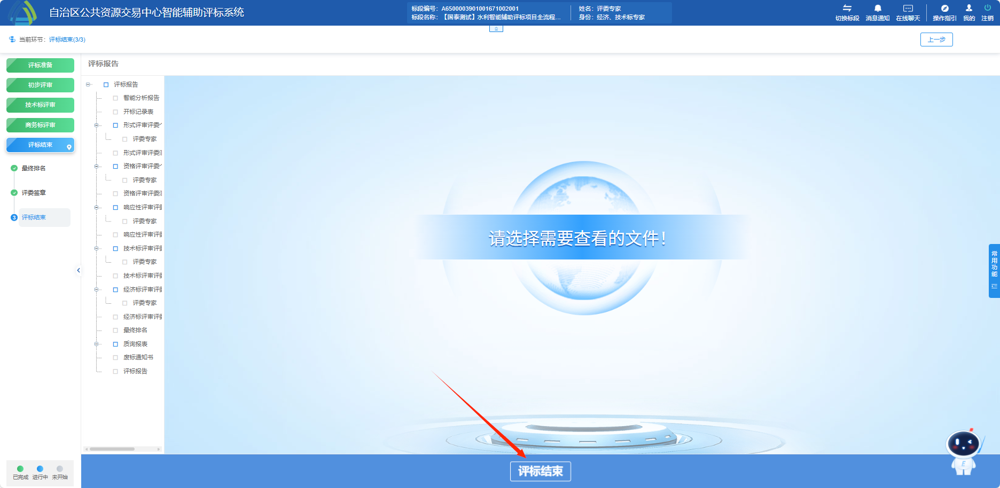 自治区公共资源交易中心智能辅助评标系统
标段编号：A6500003901001671002001
标段名称：【国泰测试】水利智能辅助评标项目全流程...
姓名：评委专家
身份：经济、技术标专家
切换标段
消息通知
在线聊天
操作指引
我的
注销
当前环节：评标结束(3/3)
上一步
评标准备
初步评审
技术标评审
商务标评审
评标结束
最终排名
评委签章
3 评标结束
评标报告
评标报告
智能分析报告
开标记录表
形式评审评委
评委专家
形式评审评委
资格评审评委
评委专家
资格评审评委
响应性评审评
评委专家
响应性评审评
技术标评审评
评委专家
技术标评审评
经济标评审评
评委专家
经济标评审评
最终排名
质询报表
废标通知书
评标报告
请选择需要查看的文件！
常用功能
已完成
进行中
未开始
评标结束
E